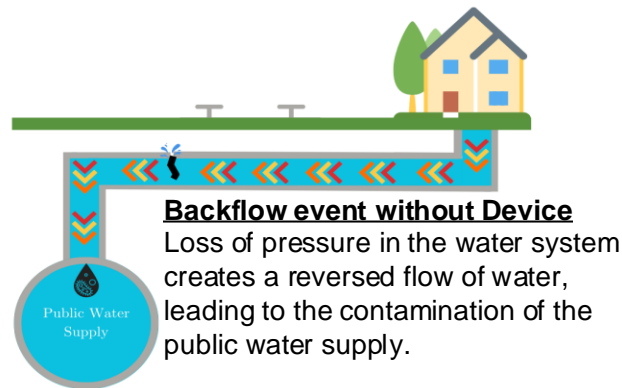 Backflow event without Device
Loss of pressure in the water system
creates a reversed flow of water,
leading to the contamination of the
public water supply.
Public Water
Supply